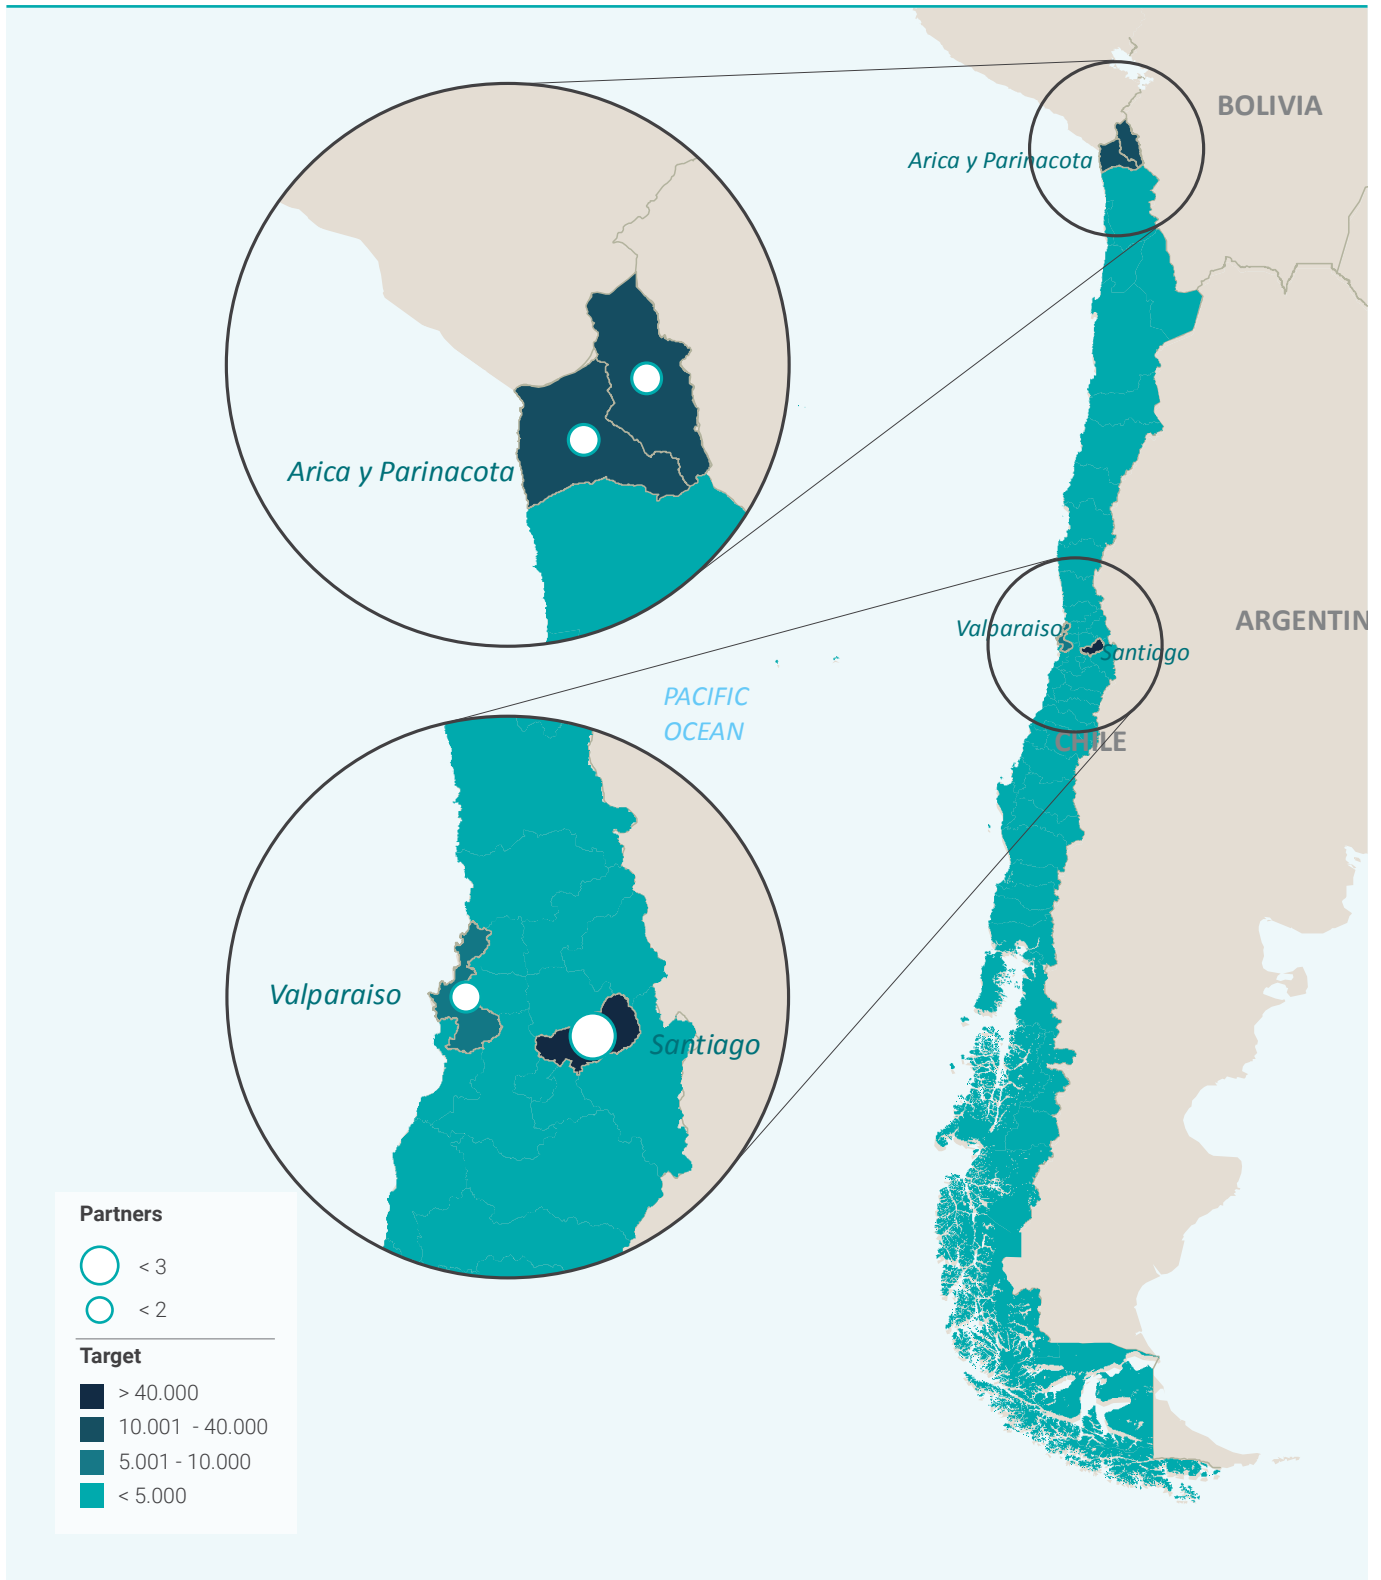 BOLIVIA
Arica y Parinacota
Arica y Parinacota
ARGENTIN
Valparaiso
Santiago
PACIFIC
OCEAN
CHILE
Valparaiso
Santiago
Partners
< 3
< 2
Target
> 40.000
10.001 - 40.000
5.001 - 10.000
< 5.000